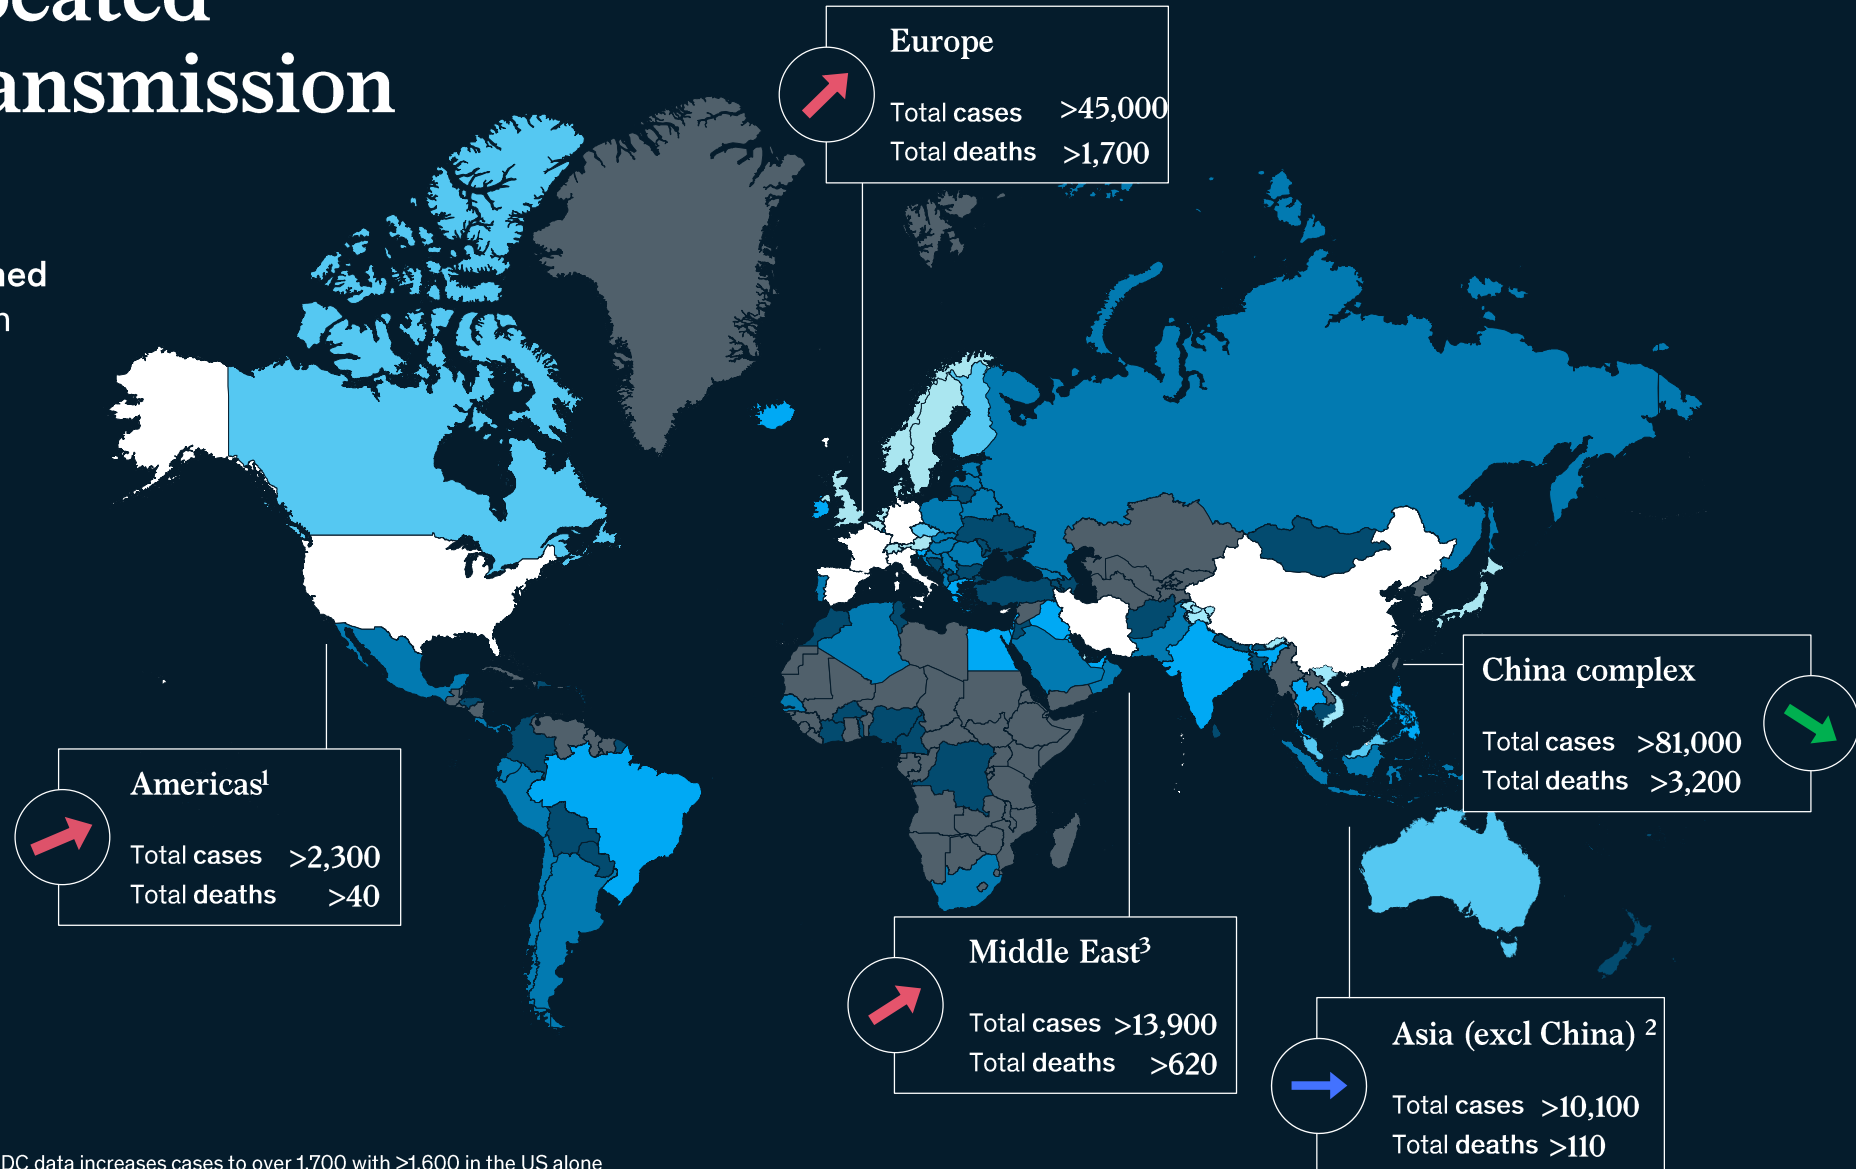 ocated
ansmission
ned
n
Europe
Total cases >45,000
Total deaths >1,700
China complex
Total cases >81,000
Total deaths >3,200
Americas¹
Total cases >2,300
Total deaths >40
Middle East³
Total cases >13,900
Total deaths >620
Asia (excl China) ²
Total cases >10,100
Total deaths >110
DC data increases cases to over 1,700 with >1,600 in the US alone